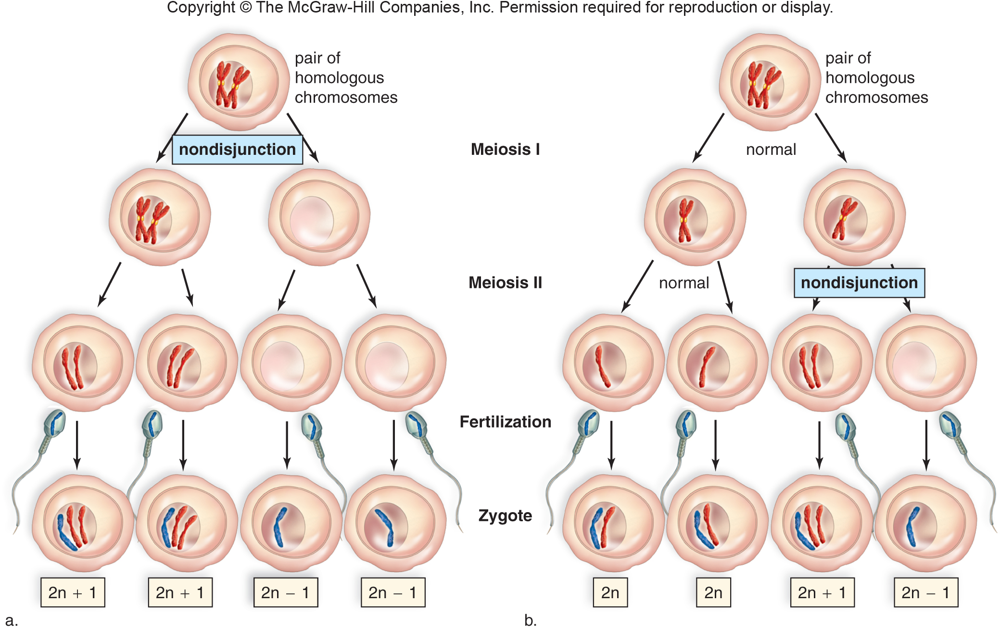 Copyright © The McGraw-Hill Companies, Inc. Permission required for reproduction or display.
pair of
homologous
chromosomes
nondisjunction
Meiosis I
pair of
homologous
chromosomes
normal
Meiosis II
normal
nondisjunction
Fertilization
Zygote
2n + 1
2n + 1
2n − 1
2n − 1
2n
2n
2n + 1
2n − 1
a.
b.